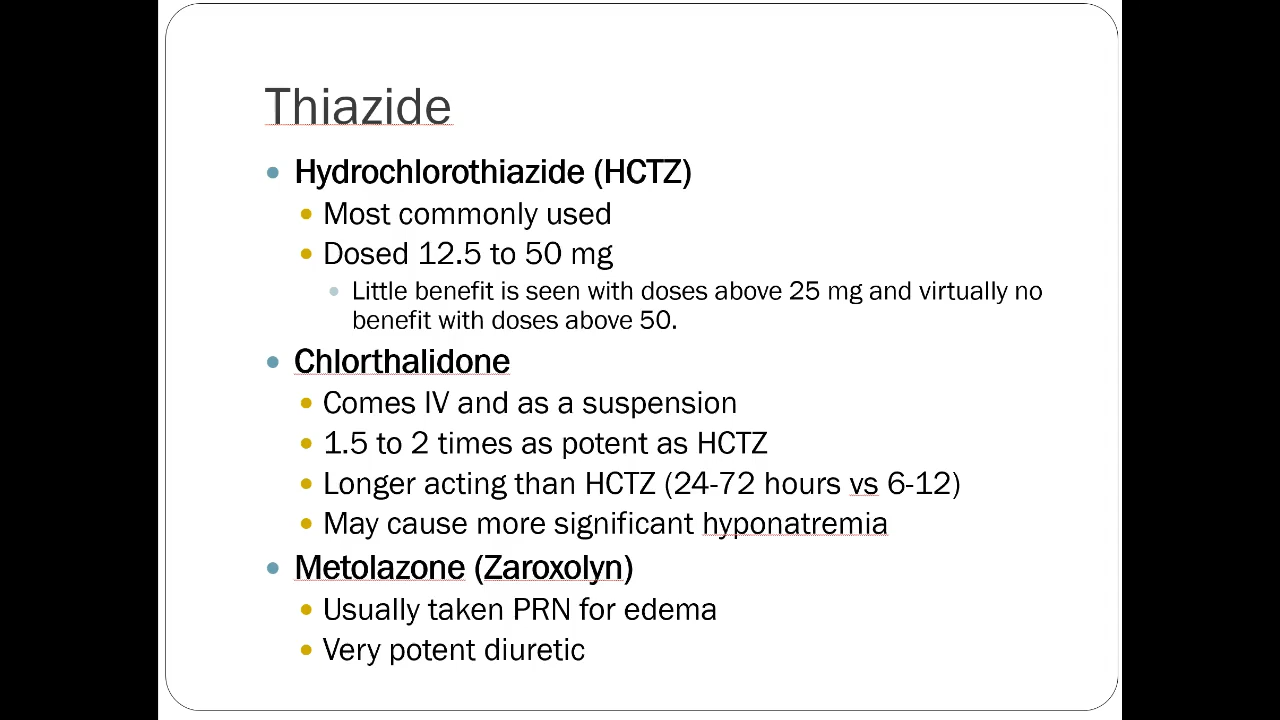 Thiazide
Hydrochlorothiazide (HCTZ)
Most commonly used
Dosed 12.5 to 50 mg
Little benefit is seen with doses above 25 mg and virtually no
benefit with doses above 50.
Chlorthalidone
Comes IV and as a suspension
1.5 to 2 times as potent as HCTZ
Longer acting than HCTZ (24-72 hours vs 6-12)
May cause more significant hyponatremia
Metolazone (Zaroxolyn)
Usually taken PRN for edema
Very potent diuretic